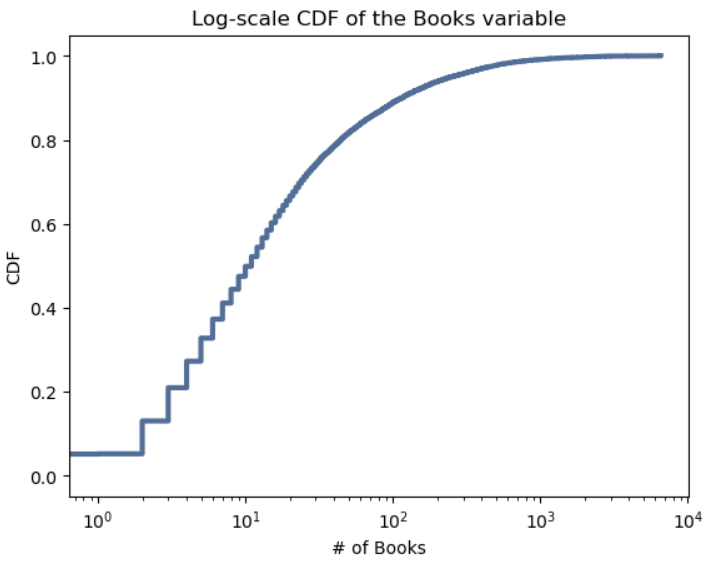 Log-scale CDF of the Books variable
1.0
0.8
0.6
0.4
0.2
0.0
CDF
10⁰ 10¹ 10² 10³ 10⁴
# of Books